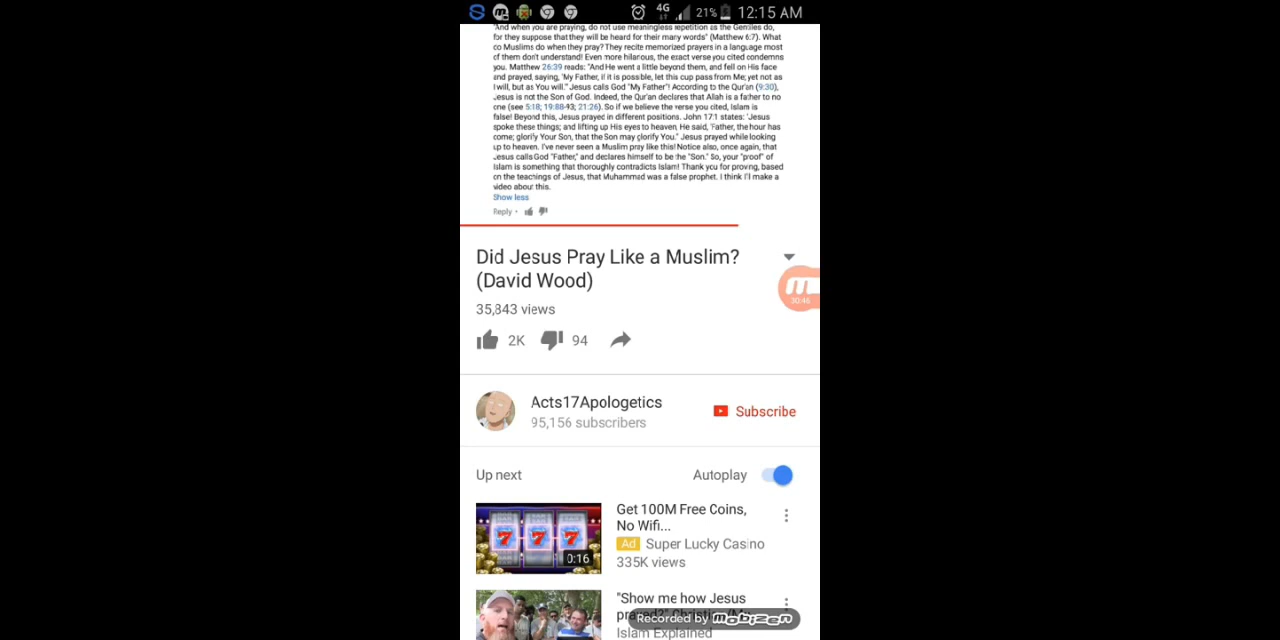 4G 21% 12:15 AM
"And when you are praying, do not use meaningless repetition as the Gentiles do,
for they suppose that they will be heard for their many words" (Matthew 6:7). What
do Muslims do when they pray? They recite memorized prayers in a language most
of them don't understand! Even more hilarious, the exact verse you cited condemns
you. Matthew 26:39 reads: "And He went a little beyond them, and fell on His face
and prayed, saying, 'My Father, if it is possible, let this cup pass from Me; yet not as
I will, but as You will." Jesus calls God "My Father"! According to the Qur'an (9:30),
Jesus is not the Son of God. Indeed, the Qur'an declares that Allah is a father to no
one (see 5:18; 19:88-93; 21:26). So if we believe the verse you cited, Islam is
false! Beyond this, Jesus prayed in different positions. John 17:1 states: "Jesus
spoke these things; and lifting up His eyes to heaven, He said, 'Father, the hour has
come; glorify Your Son, that the Son may glorify You." Jesus prayed while looking
up to heaven. I've never seen a Muslim pray like this! Notice also, once again, that
Jesus calls God "Father," and declares himself to be the "Son." So, your "proof" of
Islam is something that thoroughly contradicts Islam! Thank you for proving, based
on the teachings of Jesus, that Muhammad was a false prophet. I think I'll make a
video about this.
Show less
Reply •
Did Jesus Pray Like a Muslim?
(David Wood)
30:46
35,843 views
2K 94
Acts17Apologetics
95,156 subscribers
Subscribe
Up next
Autoplay
Get 100M Free Coins,
No Wifi...
Ad Super Lucky Casino
335K views
7 7 7
0:16
"Show me how Jesus
prayed?"
Islam Explained
Recorded by mobizen